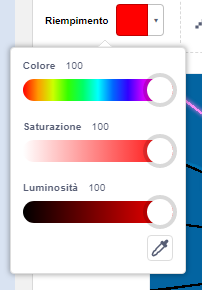 Riempimento
Colore 100
Saturazione 100
Luminosità 100